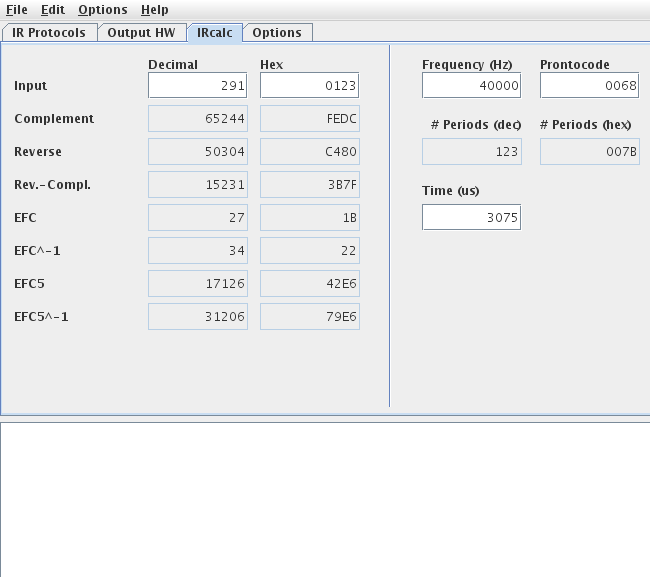 File Edit Options Help
IR Protocols Output HW IRcalc Options
Decimal Hex Frequency (Hz) Prontocode
Input 291 0123 40000 0068
Complement 65244 FEDC # Periods (dec) # Periods (hex)
Reverse 50304 C480 123 007B
Rev.-Compl. 15231 3B7F Time (us)
EFC 27 1B 3075
EFC^-1 34 22
EFC5 17126 42E6
EFC5^-1 31206 79E6